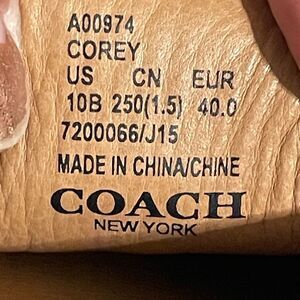 A00974
COREY
US CN EUR
10B 250(1.5) 40.0
7200066/J15
MADE IN CHINA/CHINE
COACH
NEW YORK